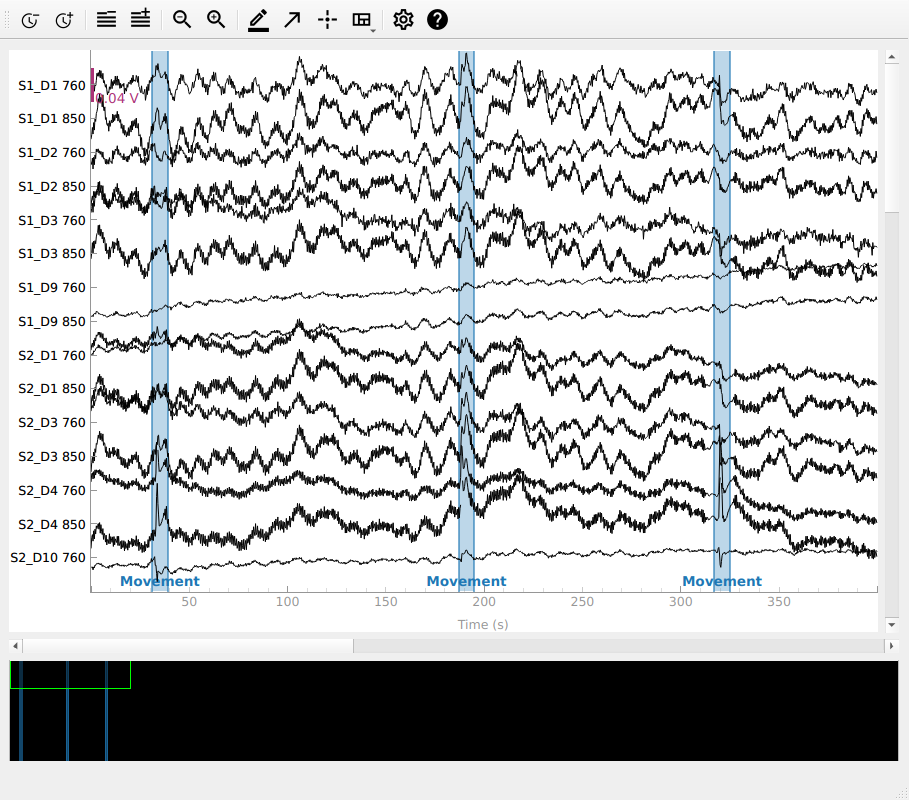 S1_D1 760
0.04 V
S1_D1 850
S1_D2 760
S1_D2 850
S1_D3 760
S1_D3 850
S1_D9 760
S1_D9 850
S2_D1 760
S2_D1 850
S2_D3 760
S2_D3 850
S2_D4 760
S2_D4 850
S2_D10 760
Movement Movement Movement
50 100 150 200 250 300 350
Time (s)